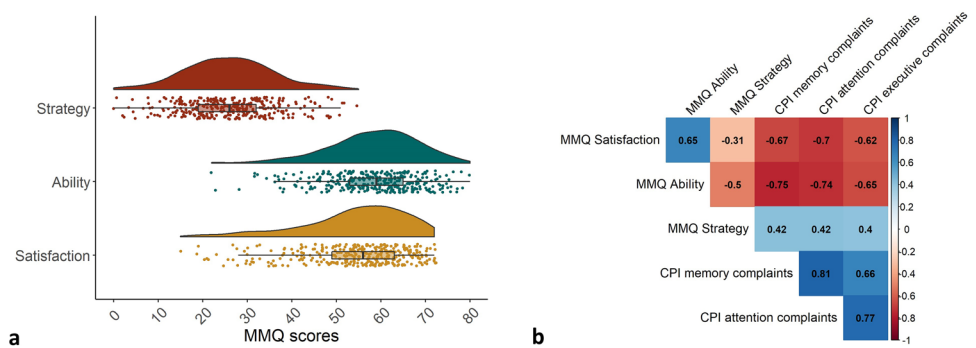 Strategy
Ability
Satisfaction
0
10
20
30
40
50
60
70
80
MMQ scores
a
MMQ Ability
MMQ Strategy
CPI memory complaints
CPI attention complaints
CPI executive complaints
MMQ Satisfaction 0.65 -0.31 -0.67 -0.7 -0.62
MMQ Ability -0.5 -0.75 -0.74 -0.65
MMQ Strategy 0.42 0.42 0.4
CPI memory complaints 0.81 0.66
CPI attention complaints 0.77
1
0.8
0.6
0.4
0.2
0
-0.2
-0.4
-0.6
-0.8
-1
b